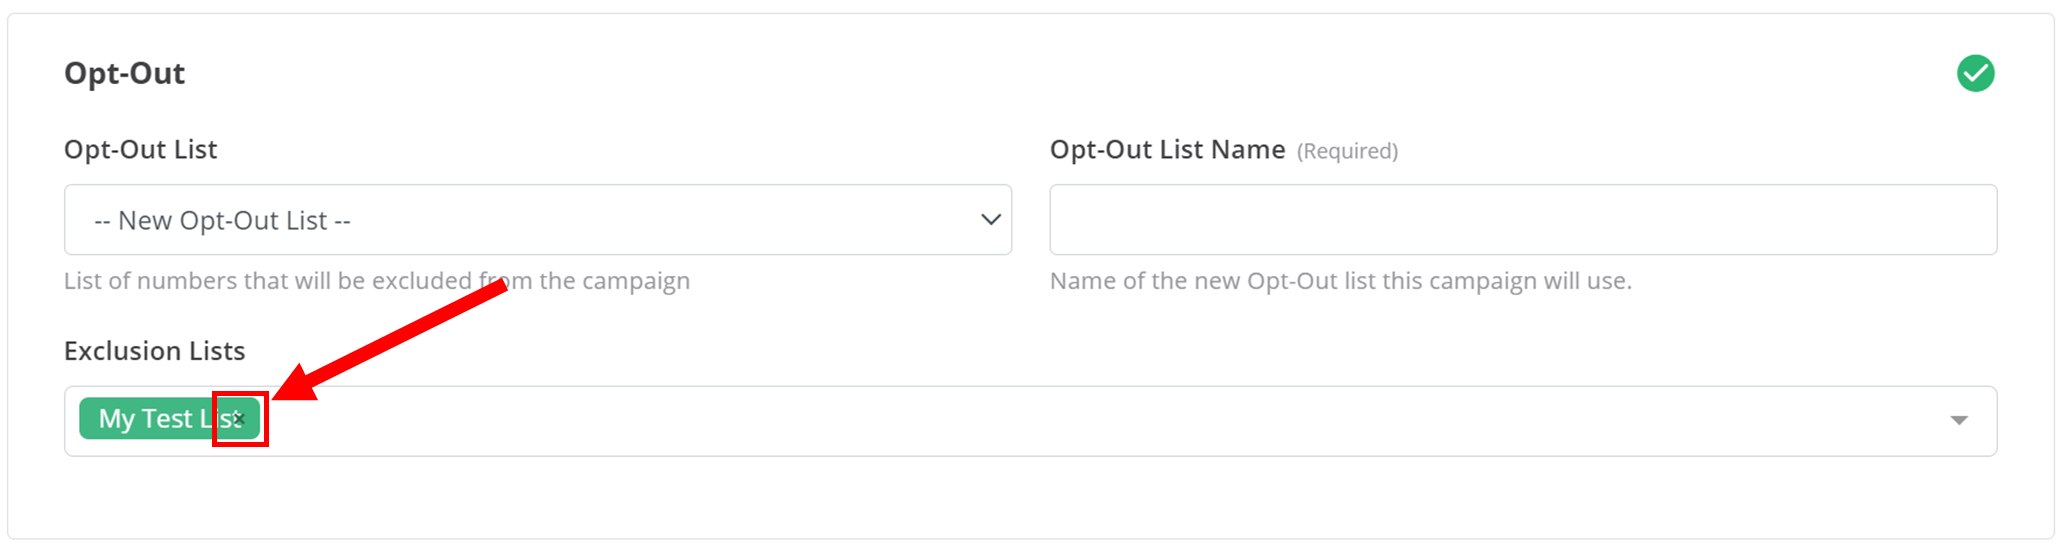 Opt-Out
Opt-Out List
Opt-Out List Name (Required)
-- New Opt-Out List --
List of numbers that will be excluded from the campaign
Name of the new Opt-Out list this campaign will use.
Exclusion Lists
My Test List